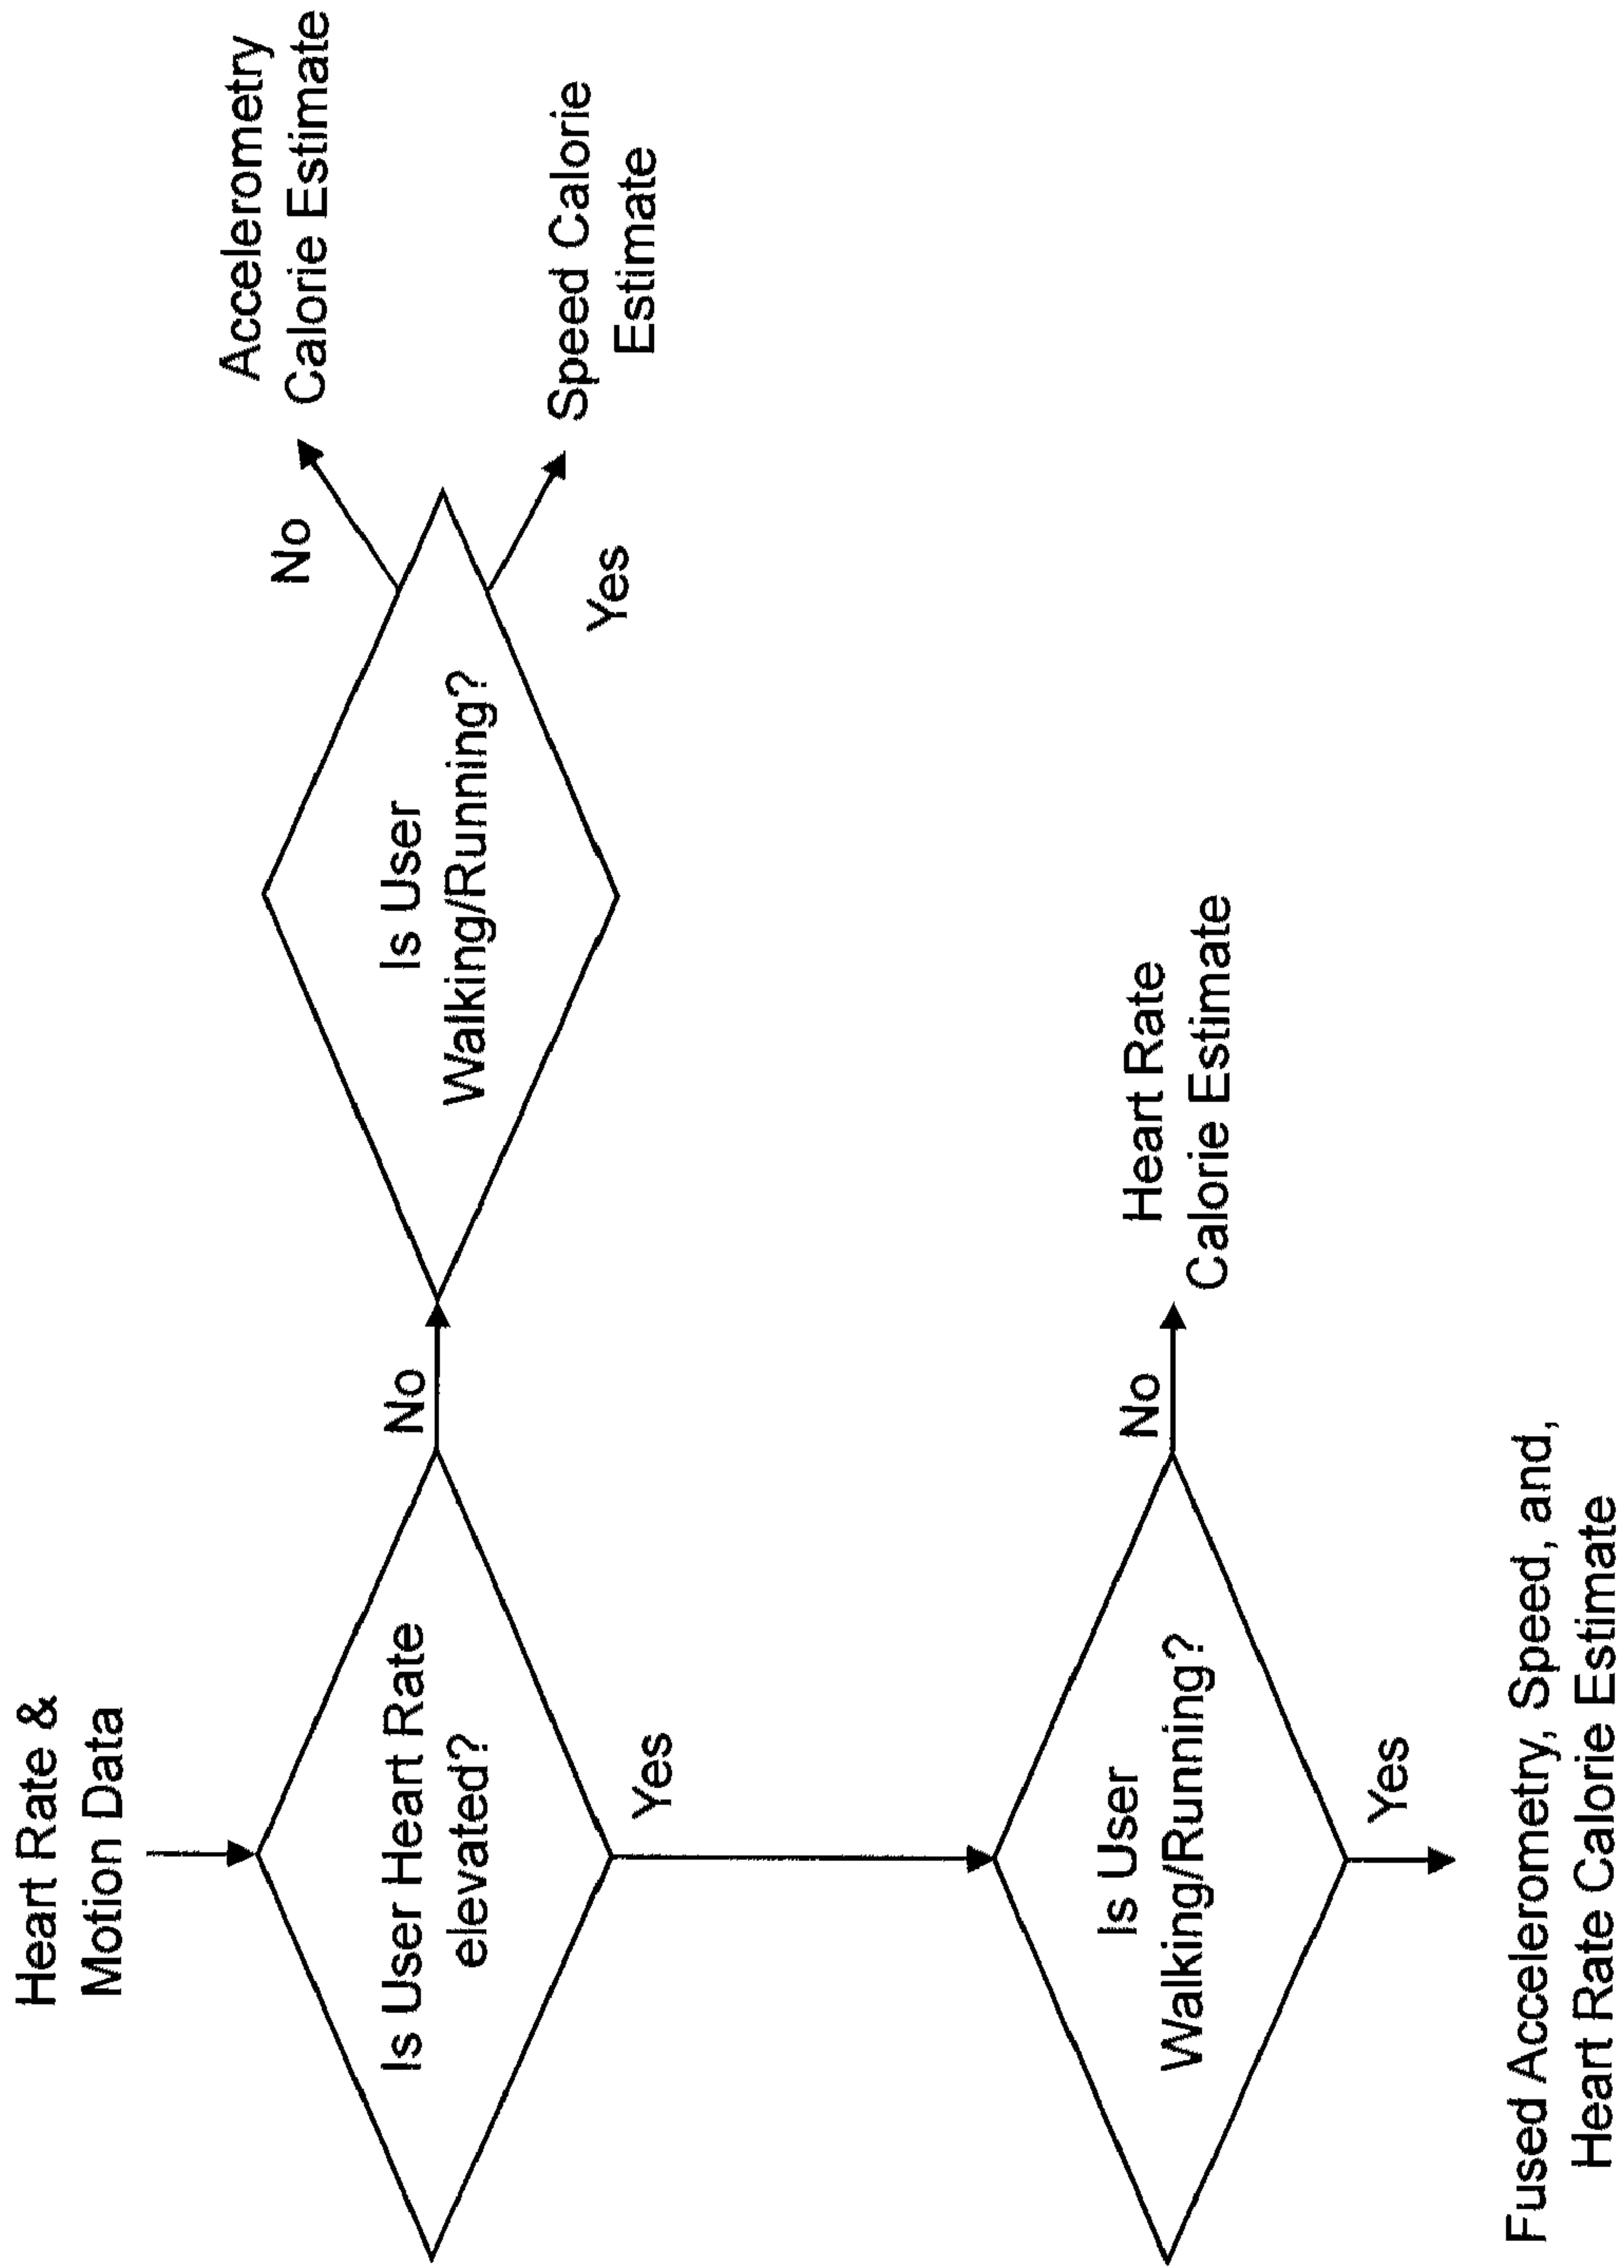 Heart Rate &
Motion Data
Is User Heart Rate
elevated?
No
Is User
Walking/Running?
No
Accelerometry
Calorie Estimate
Yes
Speed Calorie
Estimate
Yes
Is User
Walking/Running?
No
Heart Rate
Calorie Estimate
Yes
Fused Accelerometry, Speed, and,
Heart Rate Calorie Estimate